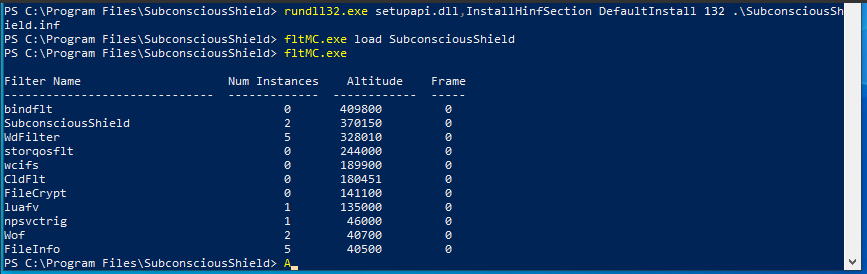 PS C:\Program Files\SubconsciousShield> rundll32.exe setupapi.dll,InstallHinfSection DefaultInstall 132 .\SubconsciousSh
ield.inf
PS C:\Program Files\SubconsciousShield> fltMC.exe load SubconsciousShield
PS C:\Program Files\SubconsciousShield> fltMC.exe
Filter Name                     Num Instances    Altitude    Frame
------------------------------  -------------  ------------  -----
bindflt                                 0       409800         0
SubconsciousShield                      2       370150         0
WdFilter                                5       328010         0
storqosflt                              0       244000         0
wcifs                                   0       189900         0
CldFlt                                  0       180451         0
FileCrypt                               0       141100         0
luafv                                   1       135000         0
npsvctrig                               1        46000         0
Wof                                     2        40700         0
FileInfo                                5        40500         0
PS C:\Program Files\SubconsciousShield> A